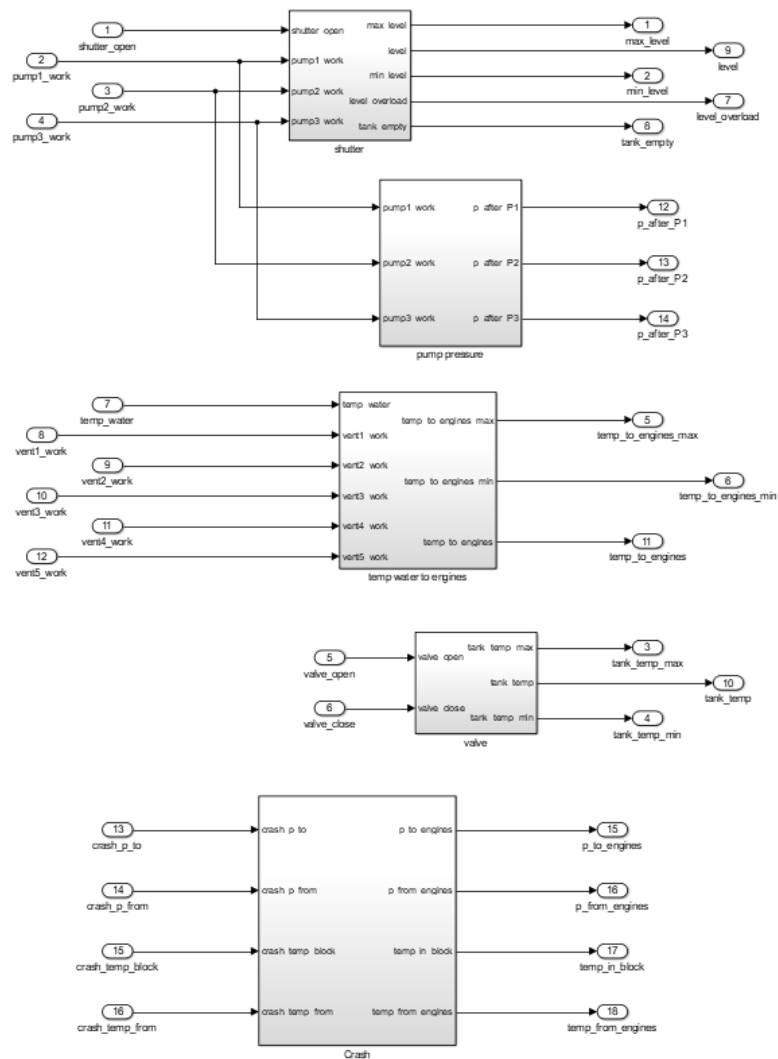 1
shutter_open
2
pump1_work
3
pump2_work
4
pump3_work
shutter open
pump1 work
pump2 work
pump3 work
max level
level
min level
level overload
tank empty
shutter
1
max_level
9
level
2
min_level
7
level_overload
8
tank_empty
pump1 work
pump2 work
pump3 work
p after P1
p after P2
p after P3
pump pressure
12
p_after_P1
13
p_after_P2
14
p_after_P3
7
temp_water
8
vent1_work
9
vent2_work
10
vent3_work
11
vent4_work
12
vent5_work
temp water
vent1 work
vent2 work
vent3 work
vent4 work
vent5 work
temp to engines max
temp to engines min
temp to engines
temp water to engines
5
temp_to_engines_max
6
temp_to_engines_min
11
temp_to_engines
5
valve_open
6
valve_close
valve open
valve close
tank temp max
tank temp
tank temp min
valve
3
tank_temp_max
10
tank_temp
4
tank_temp_min
13
crash_p_to
14
crash_p_from
15
crash_temp_block
16
crash_temp_from
crash p to
crash p from
crash temp block
crash temp from
p to engines
p from engines
temp in block
temp from engines
Crash
15
p_to_engines
16
p_from_engines
17
temp_in_block
18
temp_from_engines